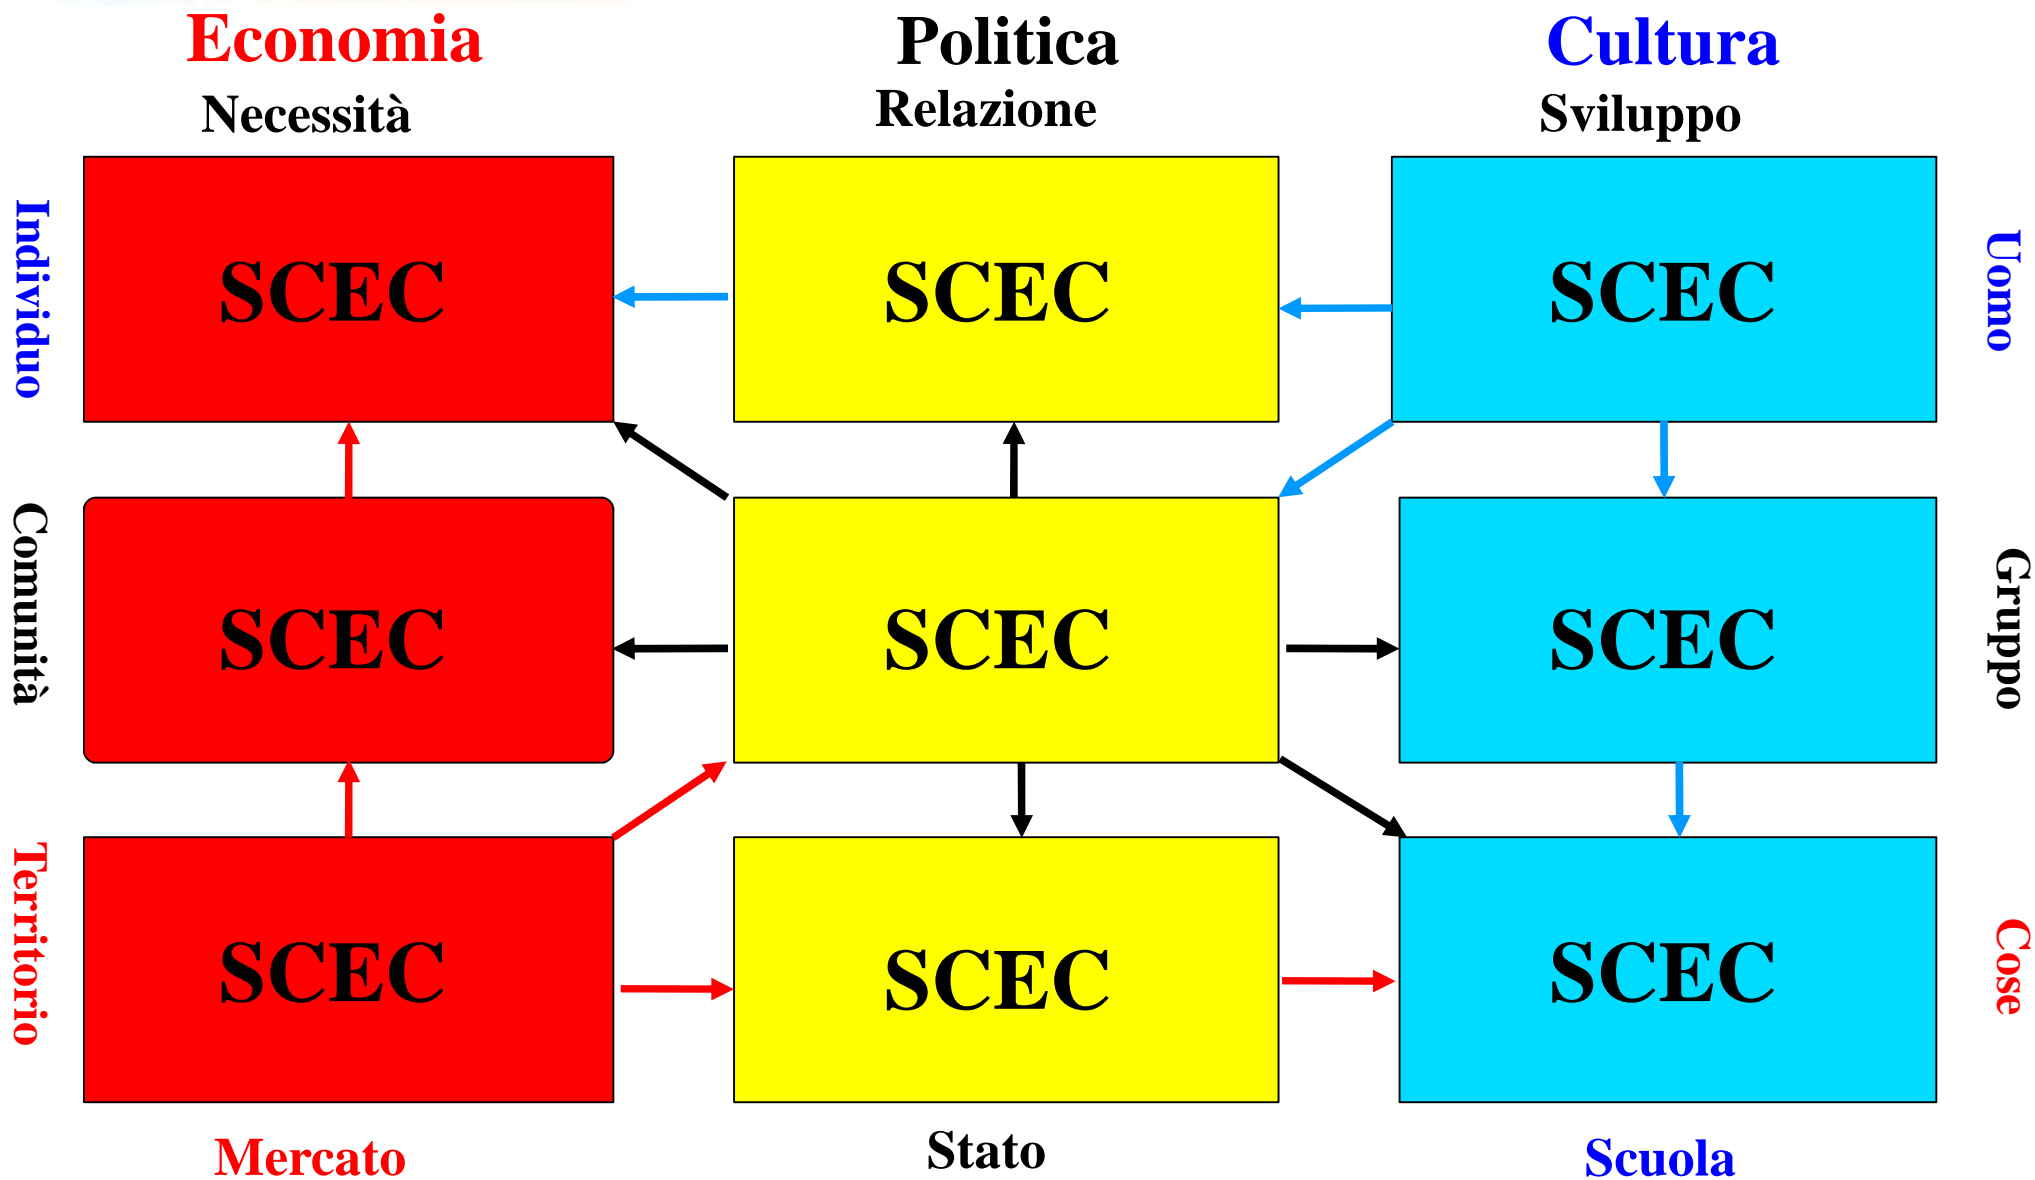 Economia Politica Cultura
Necessità Relazione Sviluppo
Individuo SCEC SCEC SCEC Uomo
Comunità SCEC SCEC SCEC Gruppo
Territorio SCEC SCEC SCEC Cose
Mercato Stato Scuola